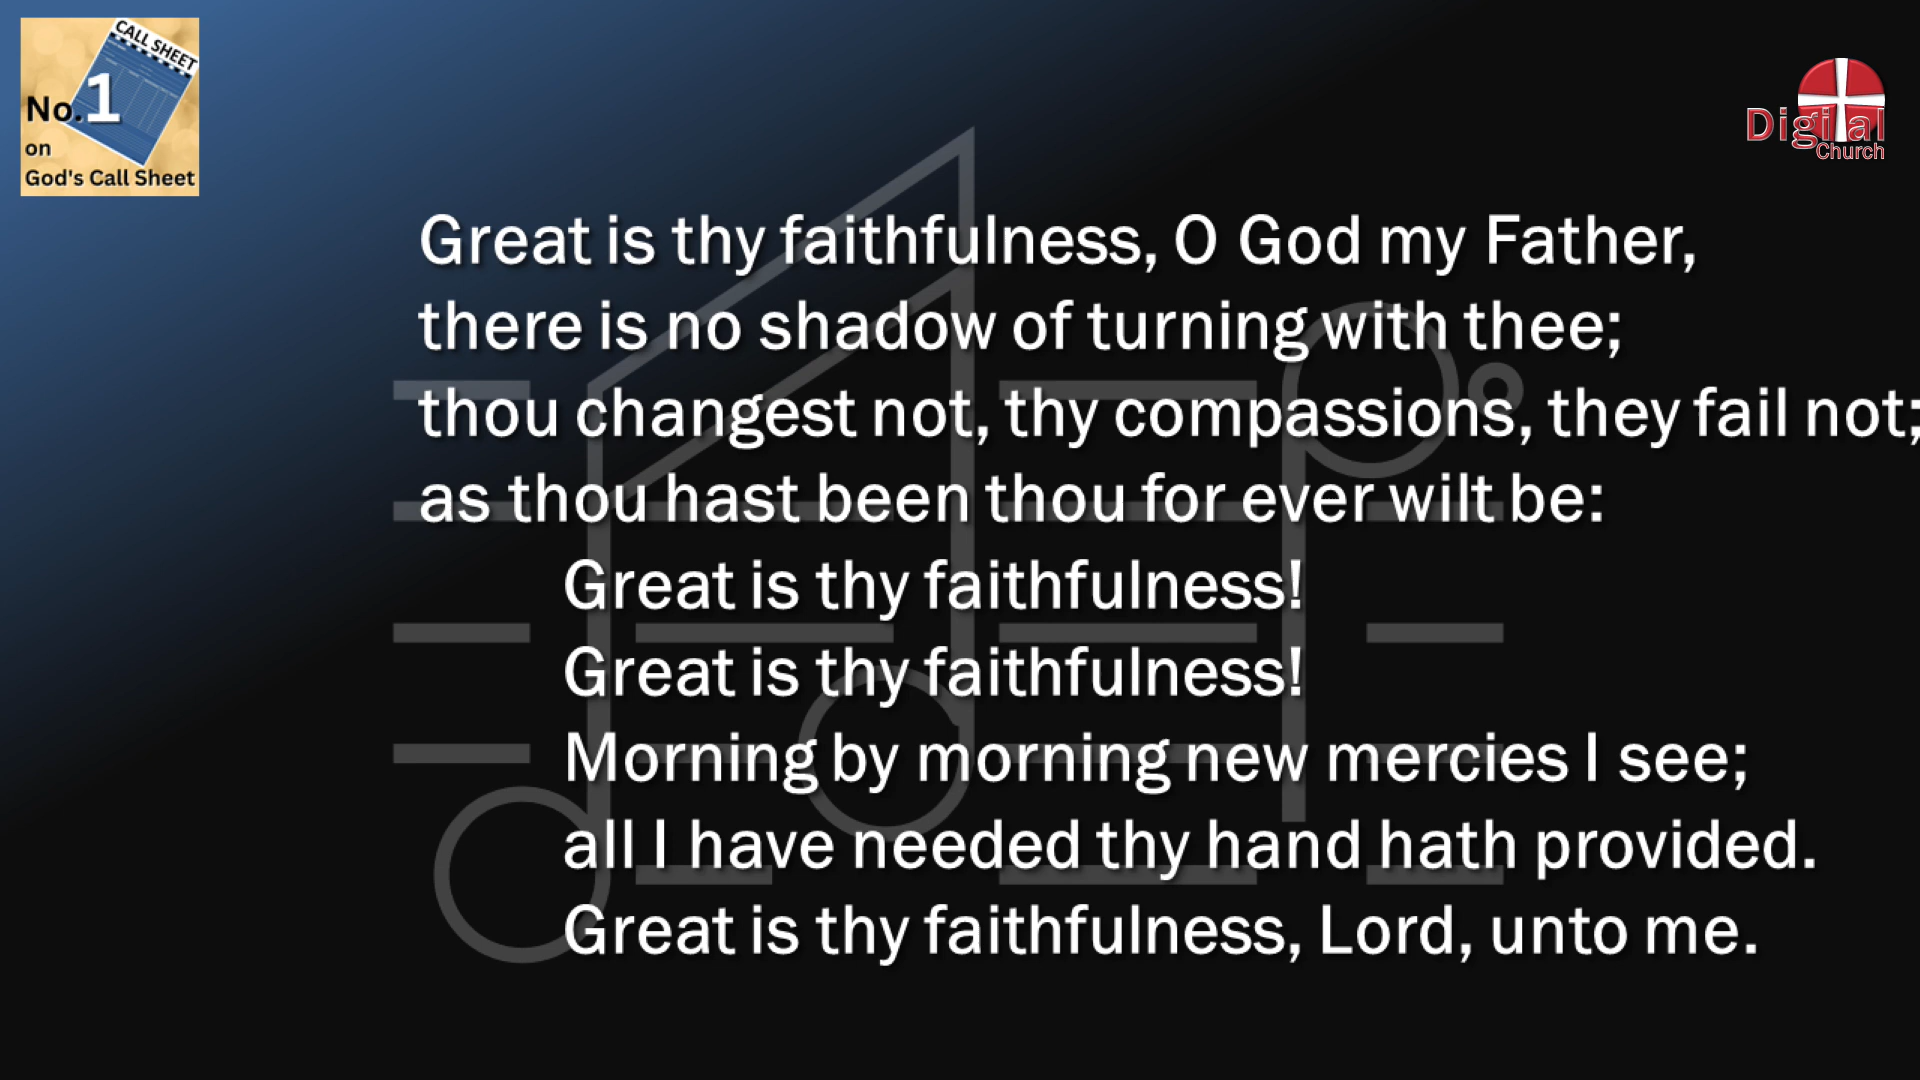 CALL SHEET
No.1
on
God's Call Sheet
Digital
Church
Great is thy faithfulness, O God my Father,
there is no shadow of turning with thee;
thou changest not, thy compassions, they fail not;
as thou hast been thou for ever wilt be:
Great is thy faithfulness!
Great is thy faithfulness!
Morning by morning new mercies I see;
all I have needed thy hand hath provided.
Great is thy faithfulness, Lord, unto me.